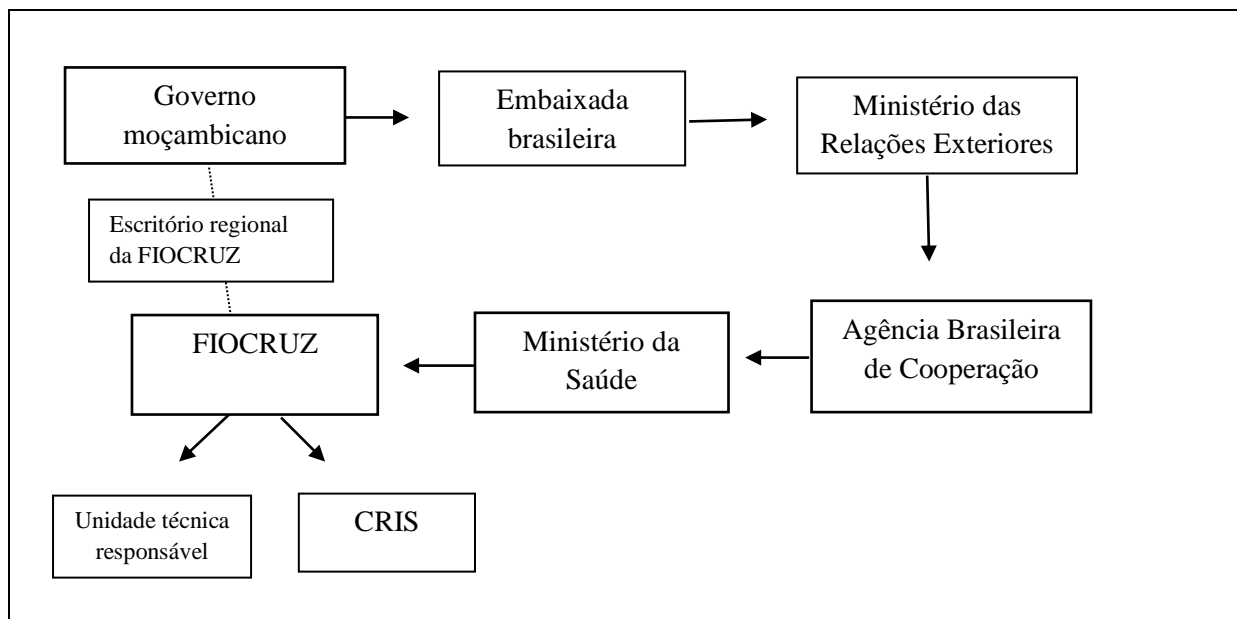 Governo
moçambicano
Embaixada
brasileira
Ministério das
Relações Exteriores
Escritório regional
da FIOCRUZ
FIOCRUZ
Ministério da
Saúde
Agência Brasileira
de Cooperação
Unidade técnica
responsável
CRIS